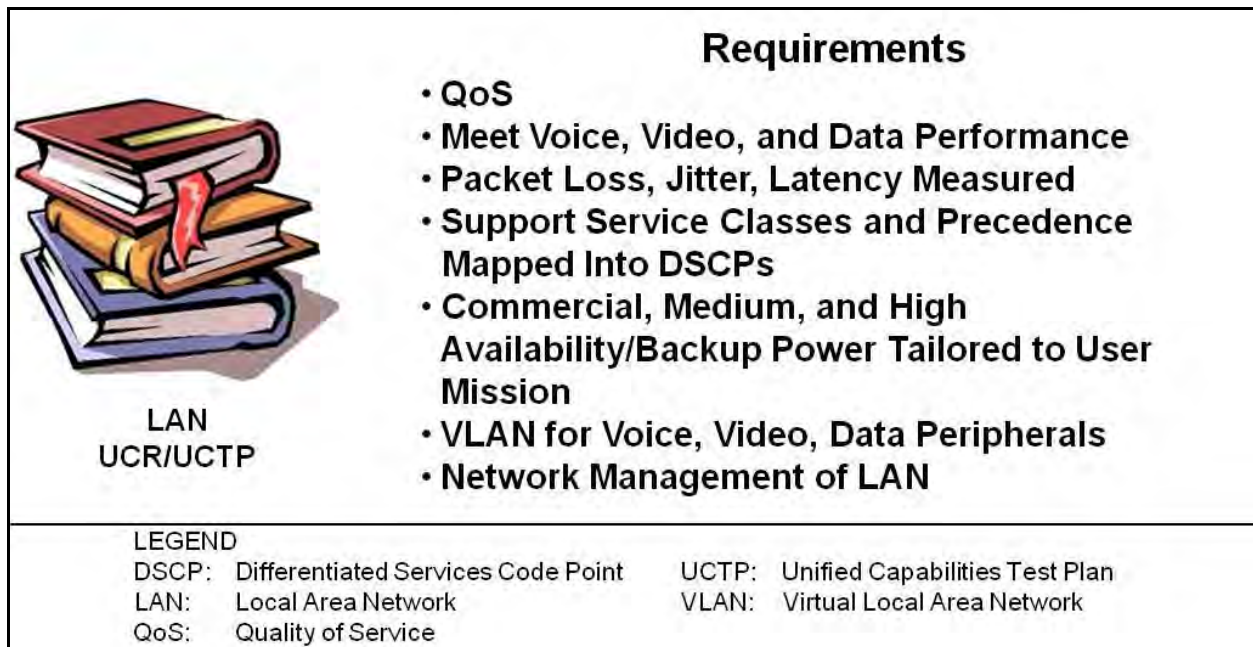 Requirements
• QoS
• Meet Voice, Video, and Data Performance
• Packet Loss, Jitter, Latency Measured
• Support Service Classes and Precedence
Mapped Into DSCPs
• Commercial, Medium, and High
Availability/Backup Power Tailored to User
Mission
• VLAN for Voice, Video, Data Peripherals
• Network Management of LAN
LAN
UCR/UCTP
LEGEND
DSCP: Differentiated Services Code Point
LAN: Local Area Network
QoS: Quality of Service
UCTP: Unified Capabilities Test Plan
VLAN: Virtual Local Area Network